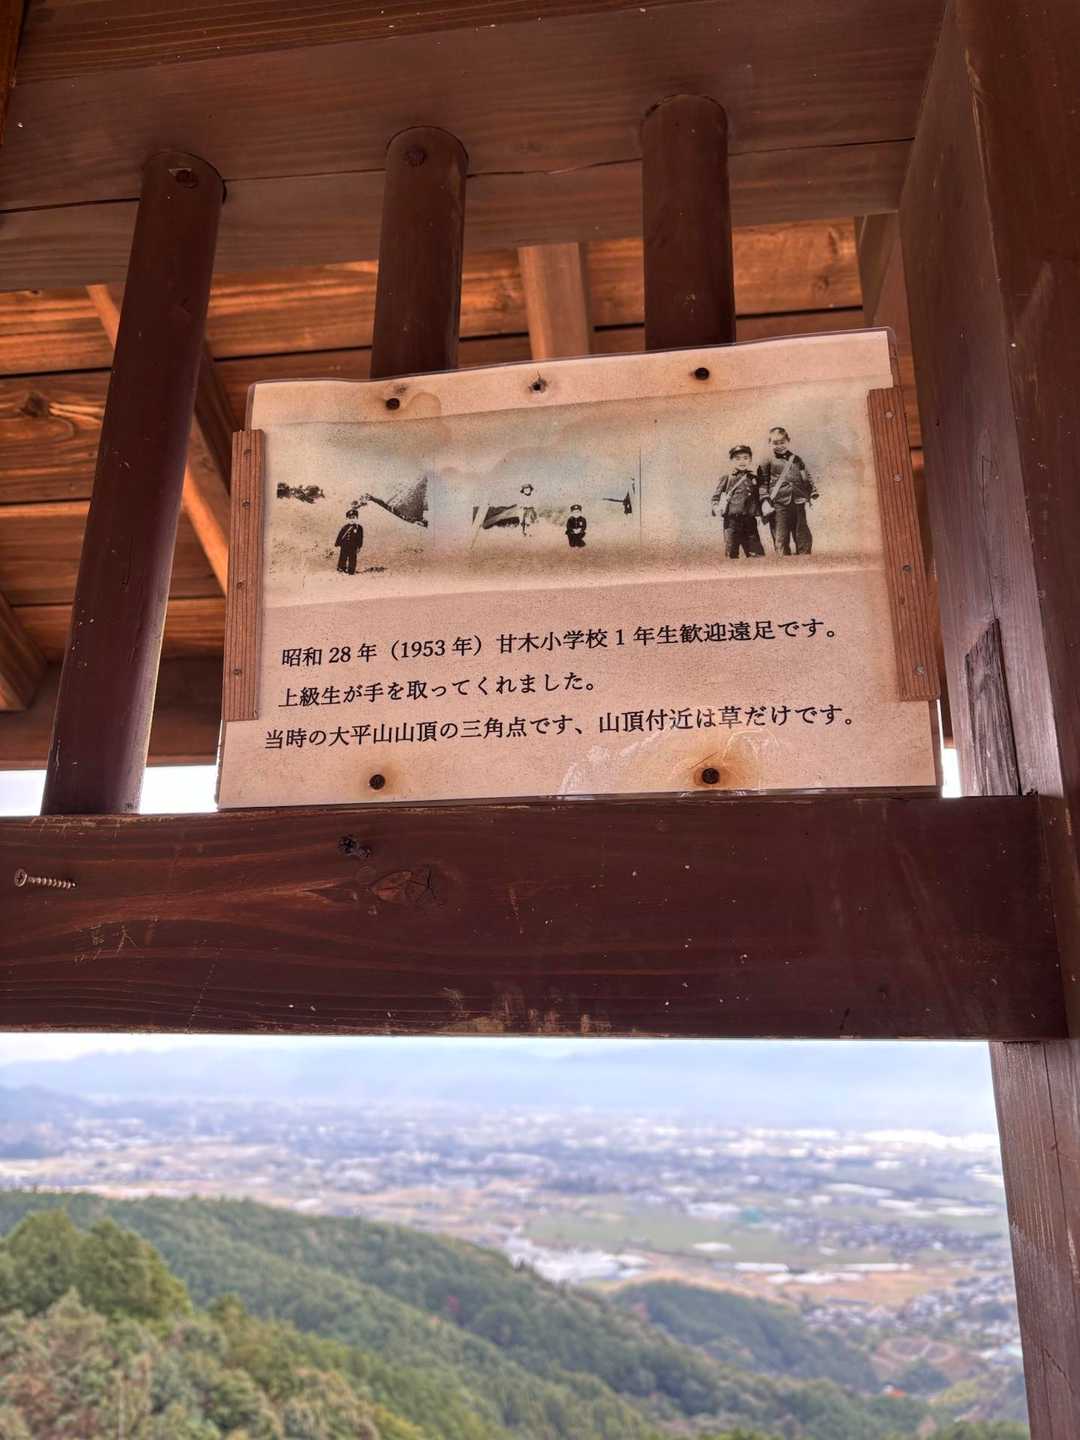 昭和 28 年（1953 年）甘木小学校 1 年生歓迎遠足です。
上級生が手を取ってくれました。
当時の大平山山頂の三角点です、山頂付近は草だけです。